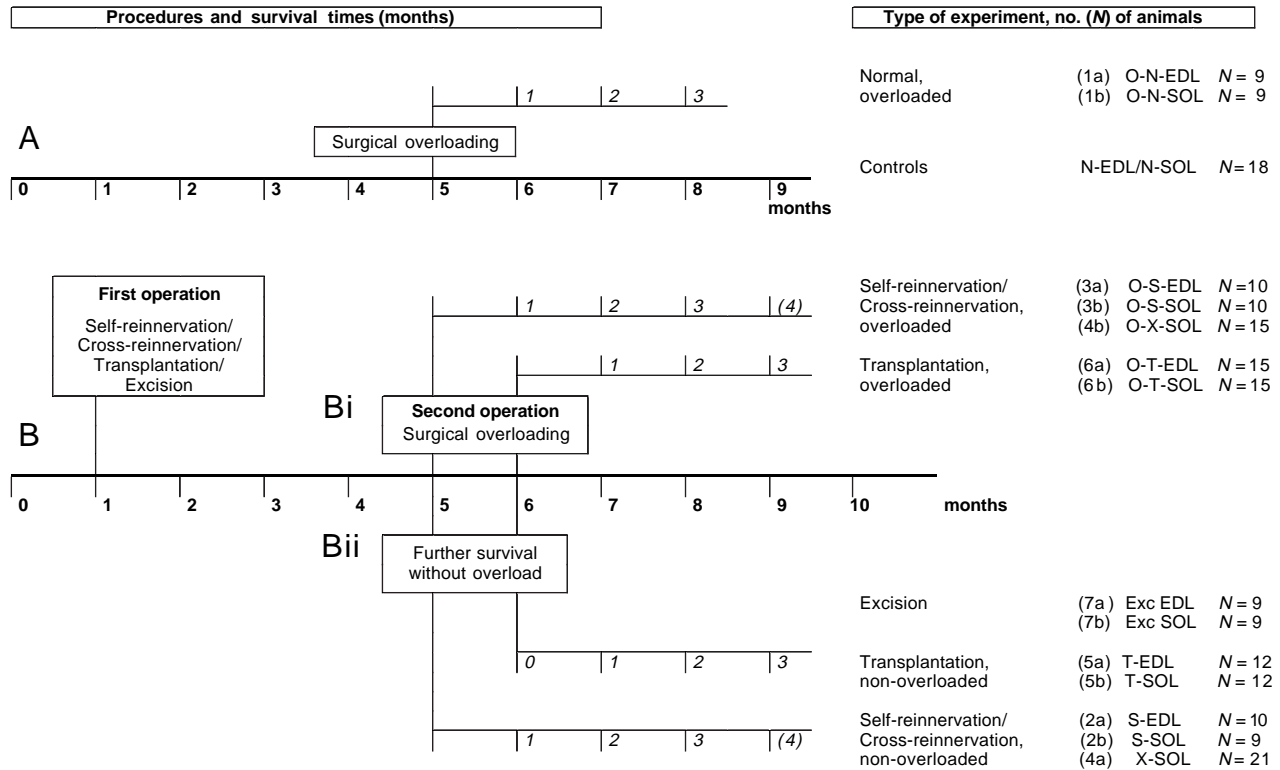 Procedures and survival times (months)
Type of experiment, no. (N) of animals
Normal, (1a) O-N-EDL N = 9
1 2 3 overloaded (1b) O-N-SOL N = 9
A
Surgical overloading
Controls N-EDL/N-SOL N=18
0 1 2 3 4 5 6 7 8 9
months
First operation
Self-reinnervation/
Cross-reinnervation/
Transplantation/
Excision
Self-reinnervation/ (3a) O-S-EDL N=10
1 2 3 (4) Cross-reinnervation, (3b) O-S-SOL N=10
overloaded (4b) O-X-SOL N=15
1 2 3 Transplantation, (6a) O-T-EDL N=15
overloaded (6b) O-T-SOL N=15
Bi
Second operation
Surgical overloading
B
0 1 2 3 4 5 6 7 8 9 10 months
Bii
Further survival
without overload
Excision (7a) Exc EDL N = 9
(7b) Exc SOL N = 9
0 1 2 3 Transplantation, (5a) T-EDL N = 12
non-overloaded (5b) T-SOL N = 12
Self-reinnervation/ (2a) S-EDL N = 10
1 2 3 (4) Cross-reinnervation, (2b) S-SOL N = 9
non-overloaded (4a) X-SOL N = 21